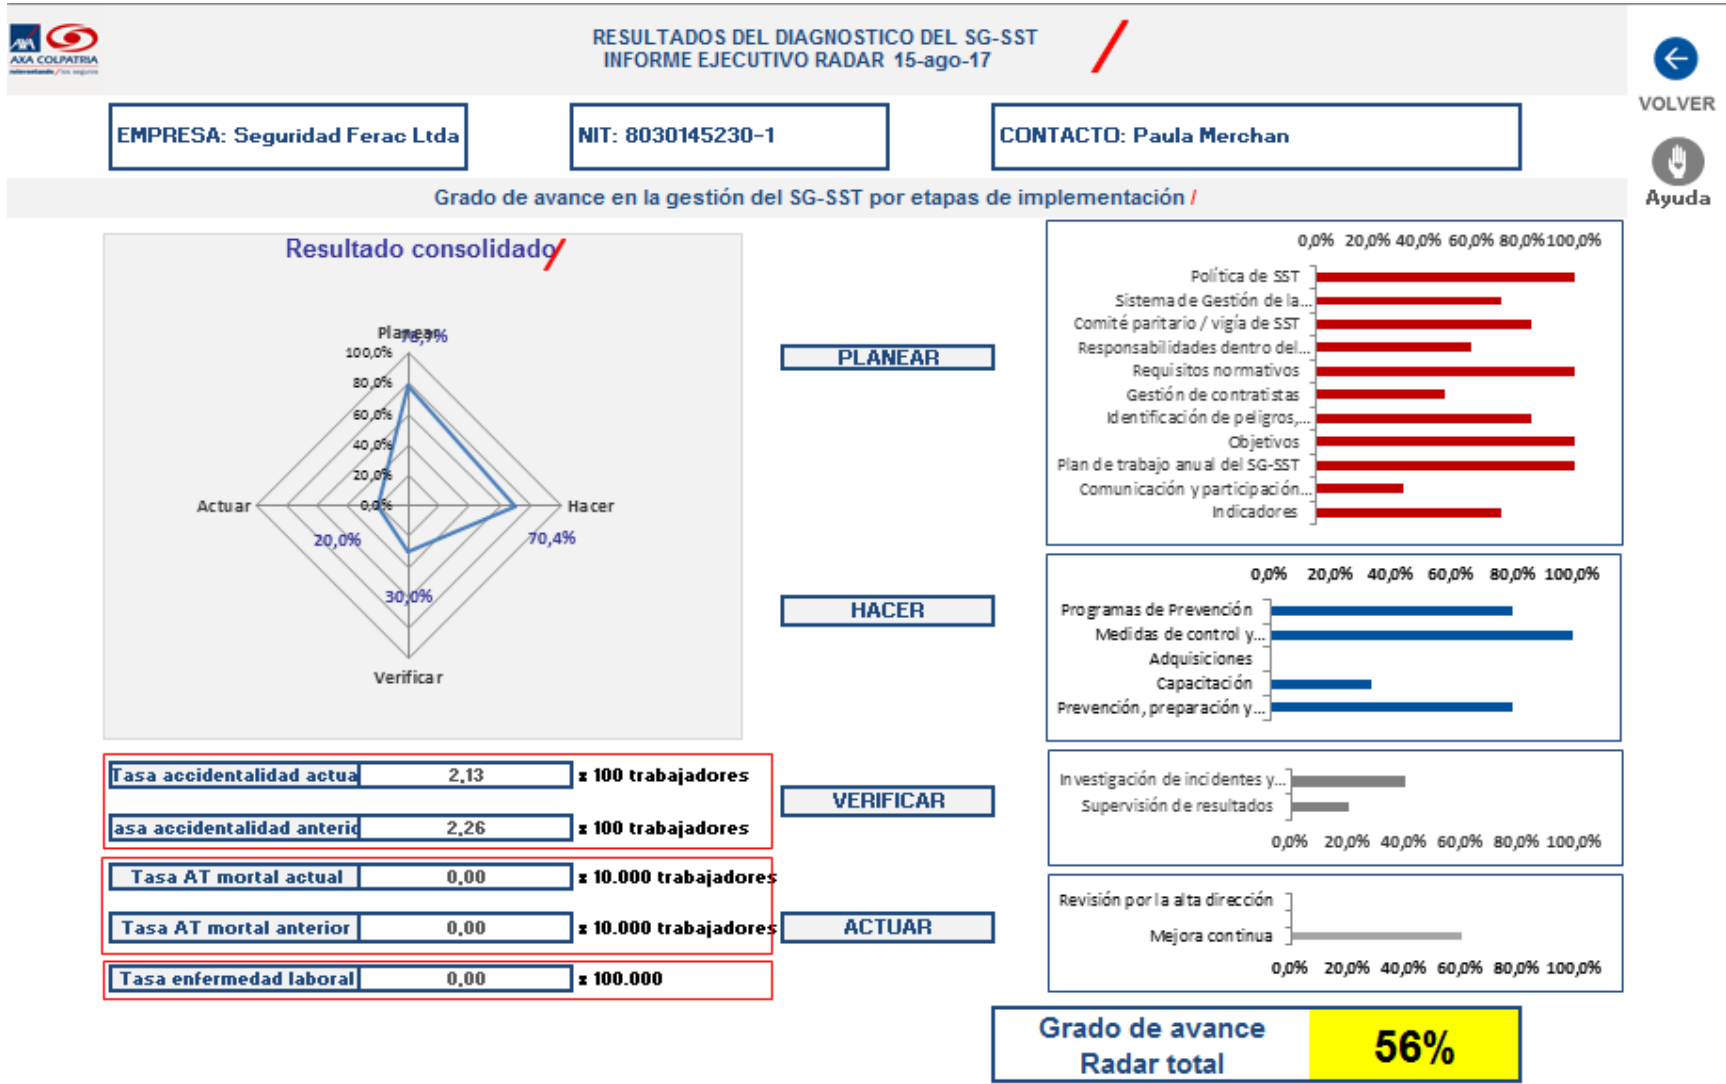 AXA COLPATRIA
RESULTADOS DEL DIAGNOSTICO DEL SG-SST
INFORME EJECUTIVO RADAR 15-ago-17
VOLVER
Ayuda
EMPRESA: Seguridad Ferac Ltda
NIT: 8030145230-1
CONTACTO: Paula Merchan
Grado de avance en la gestión del SG-SST por etapas de implementación /
Resultado consolidado
Planear
100,0%
80,0%
60,0%
40,0%
20,0%
0,0%
Actuar
Hacer
20,0%
70,4%
30,0%
Verificar
PLANEAR
0,0% 20,0% 40,0% 60,0% 80,0% 100,0%
Política de SST
Sistema de Gestión de la...
Comité paritario / vigía de SST
Responsabilidades dentro del...
Requisitos normativos
Gestión de contratistas
Identificación de peligros,...
Objetivos
Plan de trabajo anual del SG-SST
Comunicación y participación...
Indicadores
HACER
0,0% 20,0% 40,0% 60,0% 80,0% 100,0%
Programas de Prevención
Medidas de control y...
Adquisiciones
Capacitación
Prevención, preparación y...
Tasa accidentalidad actua 2,13 x 100 trabajadores
asa accidentalidad anterio 2,26 x 100 trabajadores
VERIFICAR
Investigación de incidentes y...
Supervisión de resultados
0,0% 20,0% 40,0% 60,0% 80,0% 100,0%
Tasa AT mortal actual 0,00 x 10.000 trabajadores
Tasa AT mortal anterior 0,00 x 10.000 trabajadores
ACTUAR
Revisión por la alta dirección
Mejora continua
0,0% 20,0% 40,0% 60,0% 80,0% 100,0%
Tasa enfermedad laboral 0,00 x 100.000
Grado de avance
Radar total
56%